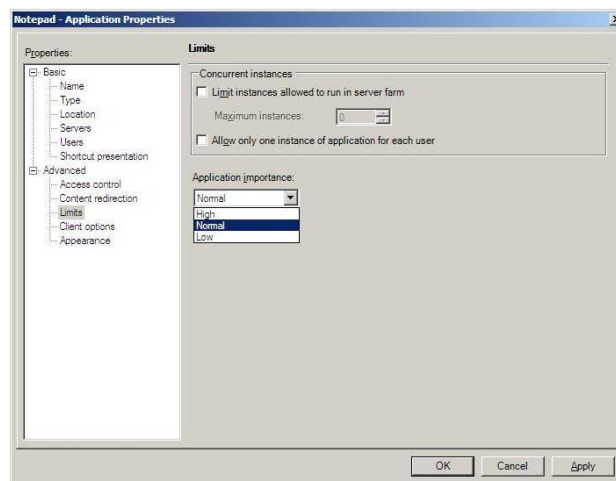 Notepad - Application Properties
Properties:
Basic
Name
Type
Location
Servers
Users
Shortcut presentation
Advanced
Access control
Content redirection
Limits
Client options
Appearance
Limits
Concurrent instances
Limit instances allowed to run in server farm
Maximum instances: 0
Allow only one instance of application for each user
Application importance:
Normal
High
Normal
Low
OK Cancel Apply